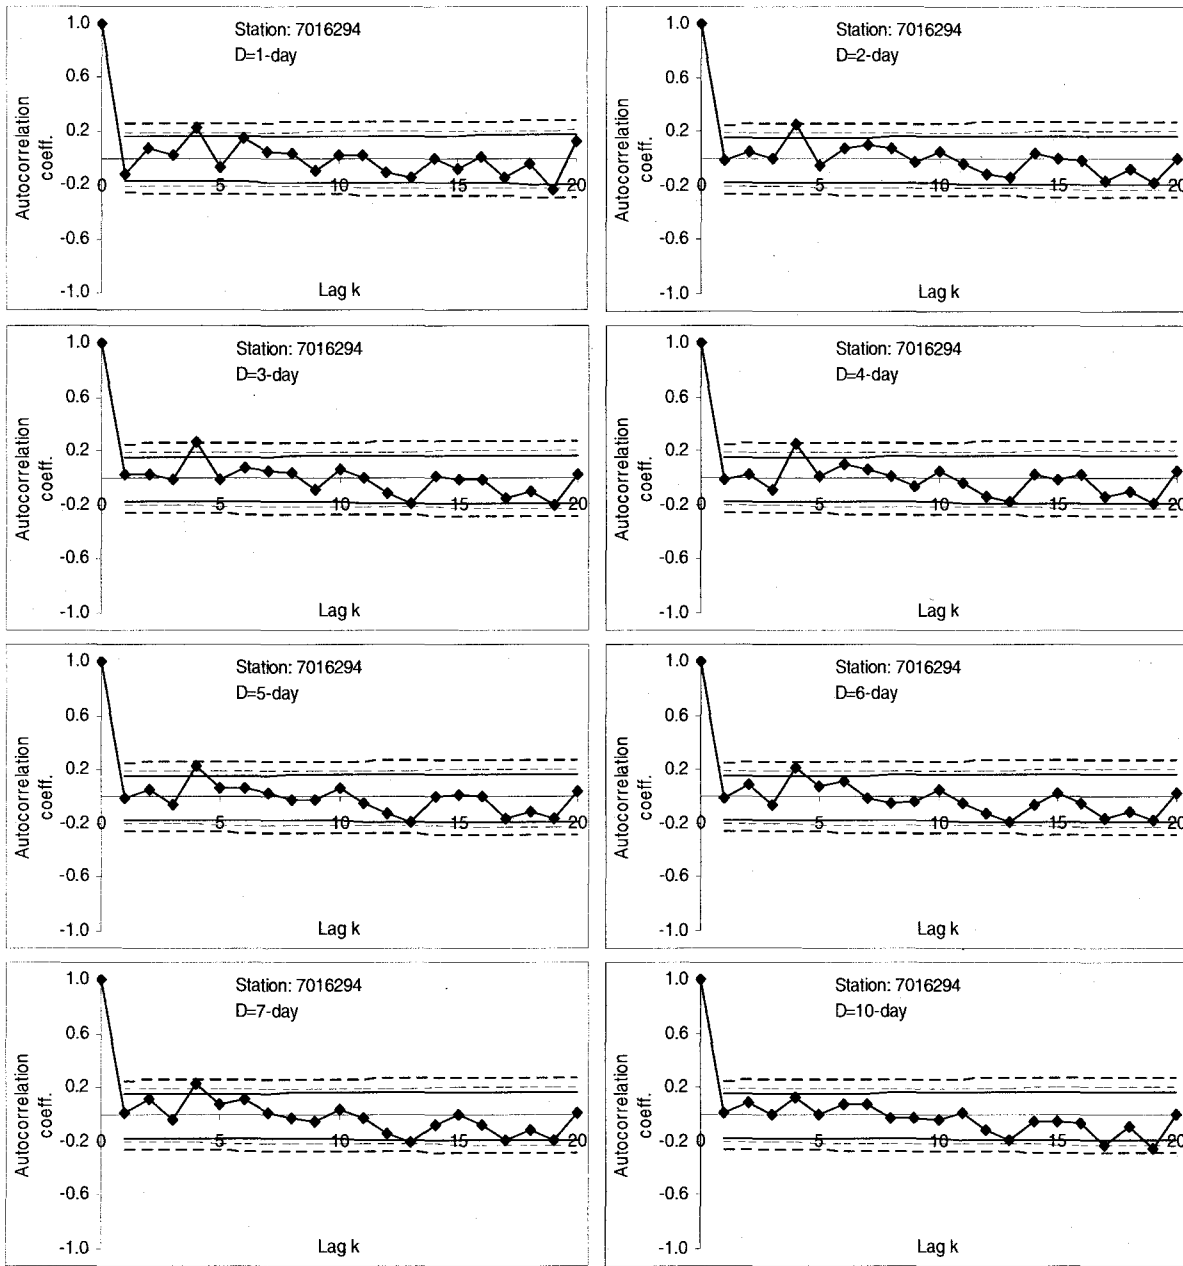 Station: 7016294
D=1-day
Autocorrelation
coeff.
1.0
0.6
0.2
-0.2
-0.6
-1.0
0
5
10
15
20
Lag k
Station: 7016294
D=2-day
Autocorrelation
coeff.
1.0
0.6
0.2
-0.2
-0.6
-1.0
0
5
10
15
20
Lag k
Station: 7016294
D=3-day
Autocorrelation
coeff.
1.0
0.6
0.2
-0.2
-0.6
-1.0
0
5
10
15
20
Lag k
Station: 7016294
D=4-day
Autocorrelation
coeff.
1.0
0.6
0.2
-0.2
-0.6
-1.0
0
5
10
15
20
Lag k
Station: 7016294
D=5-day
Autocorrelation
coeff.
1.0
0.6
0.2
-0.2
-0.6
-1.0
0
5
10
15
20
Lag k
Station: 7016294
D=6-day
Autocorrelation
coeff.
1.0
0.6
0.2
-0.2
-0.6
-1.0
0
5
10
15
20
Lag k
Station: 7016294
D=7-day
Autocorrelation
coeff.
1.0
0.6
0.2
-0.2
-0.6
-1.0
0
5
10
15
20
Lag k
Station: 7016294
D=10-day
Autocorrelation
coeff.
1.0
0.6
0.2
-0.2
-0.6
-1.0
0
5
10
15
20
Lag k